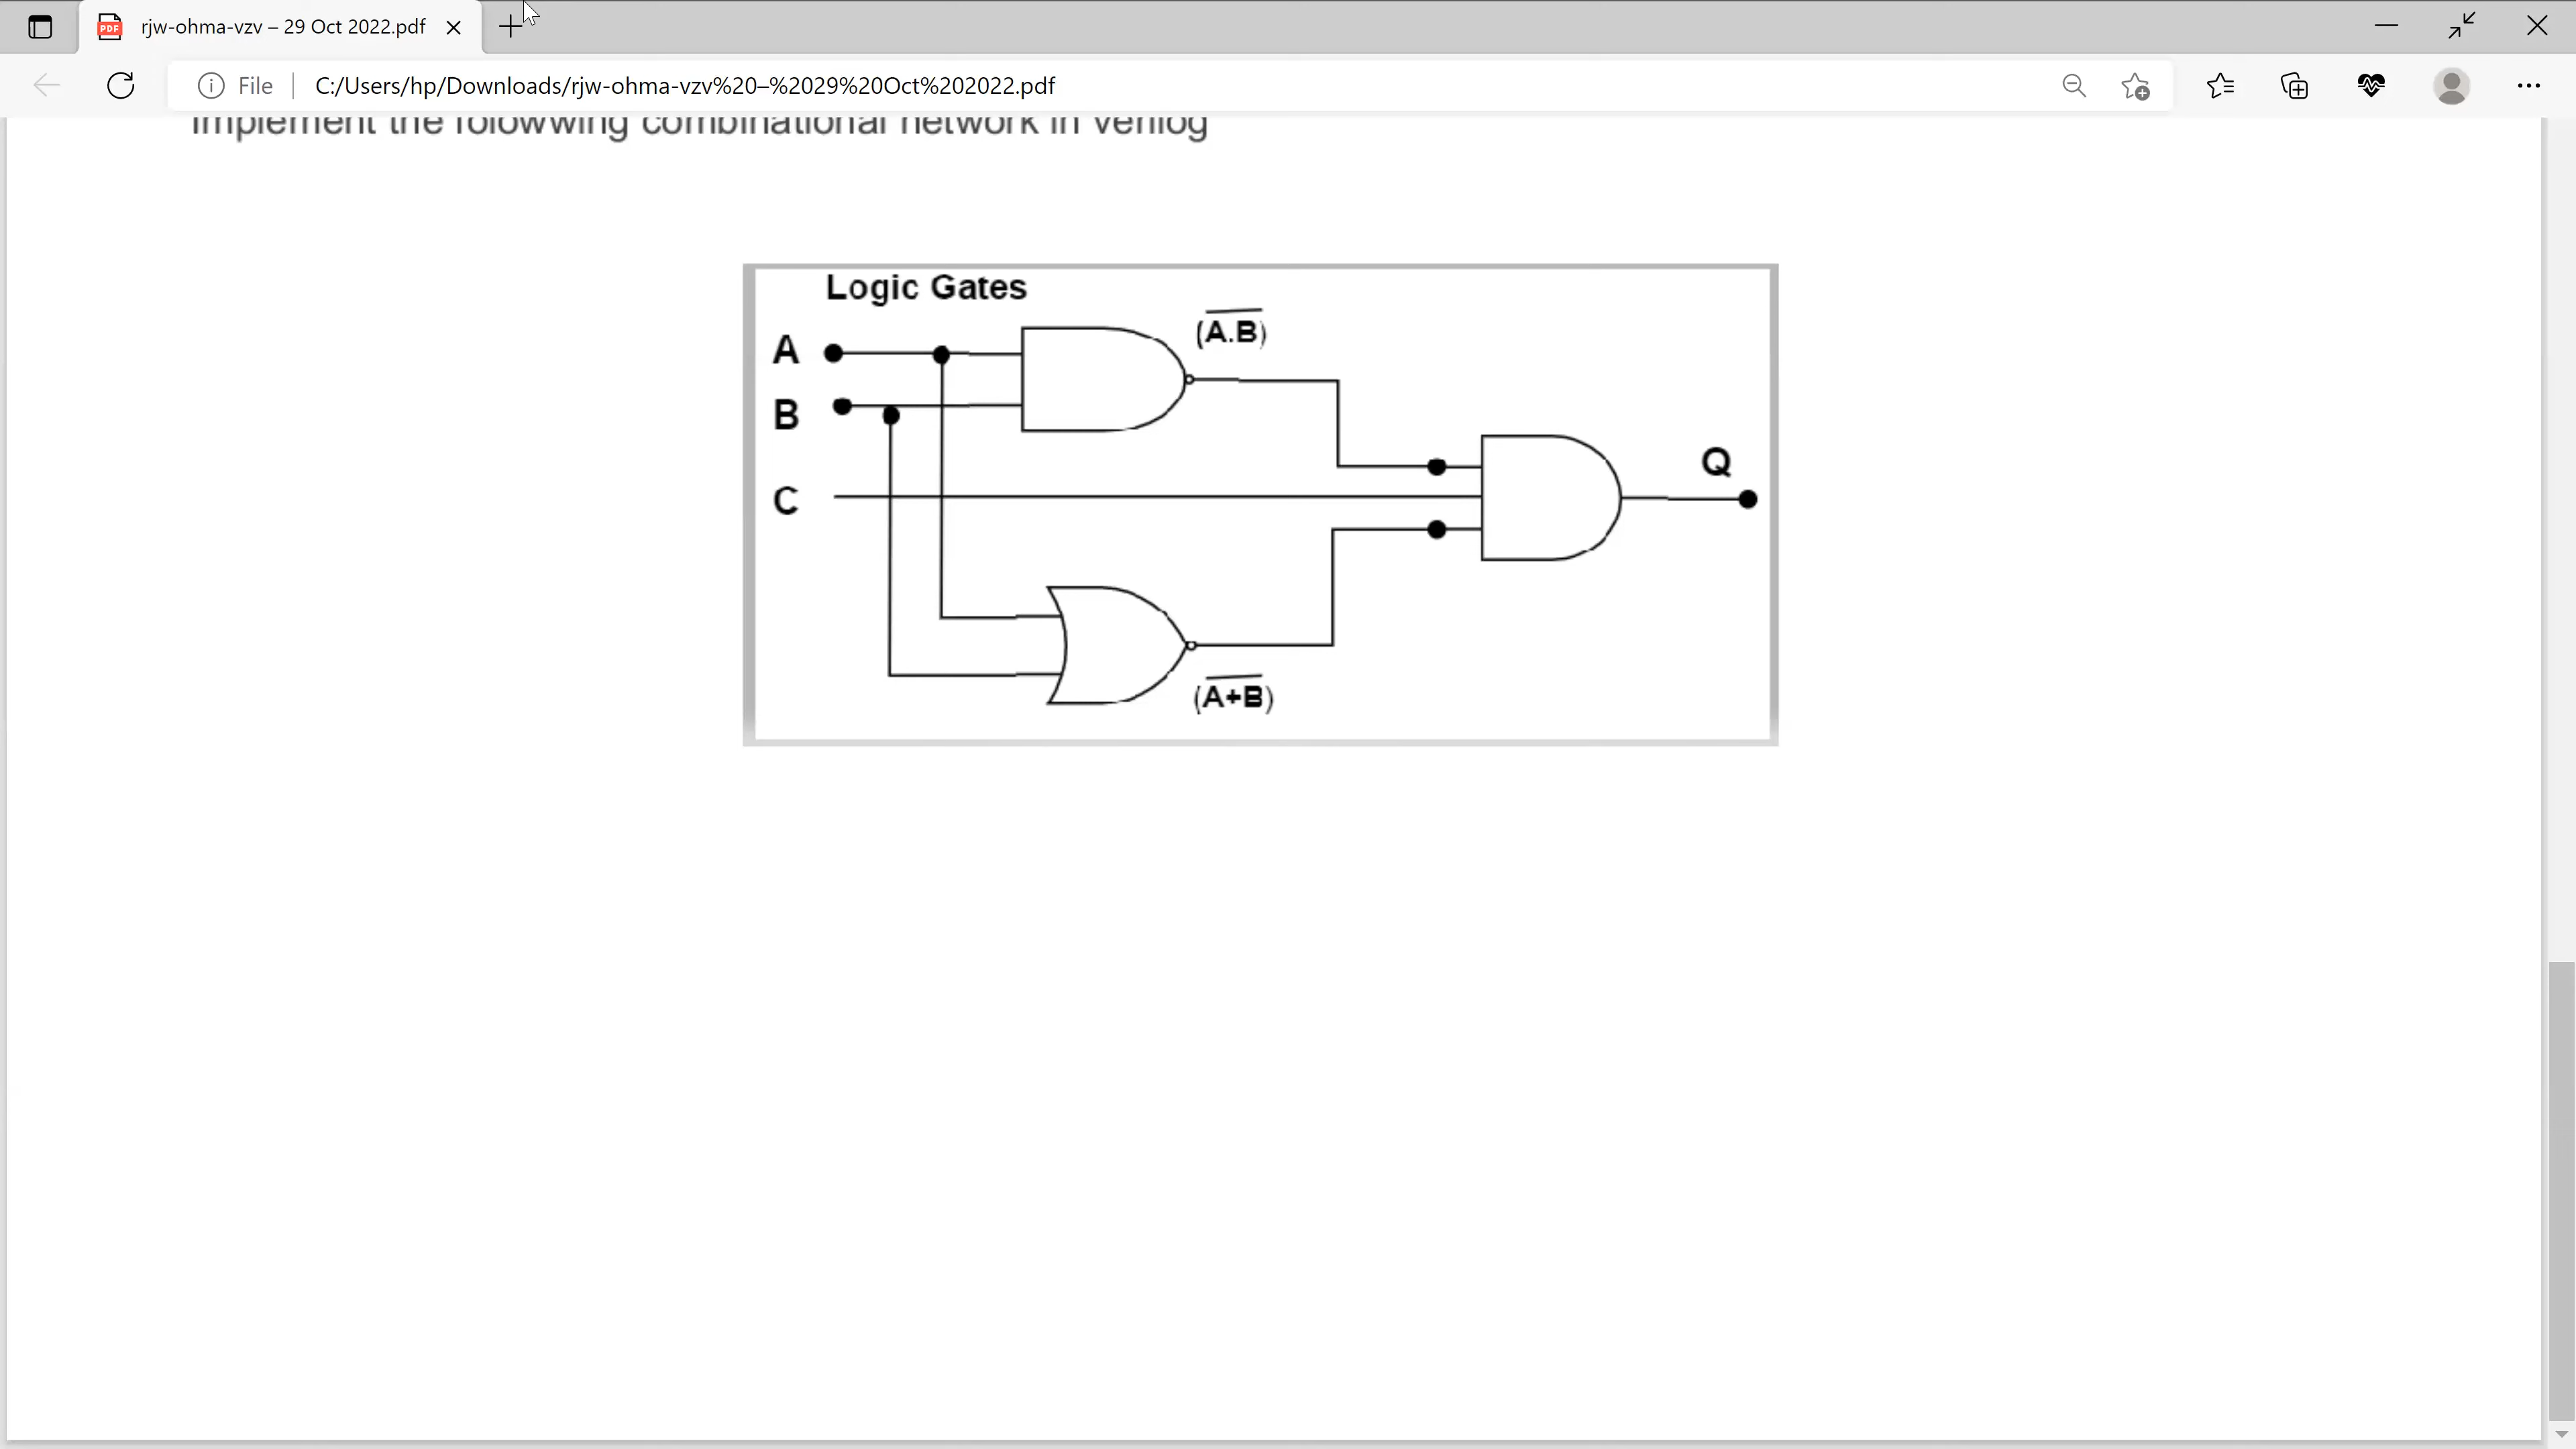 rjw-ohma-vzv – 29 Oct 2022.pdf
File | C:/Users/hp/Downloads/rjw-ohma-vzv%20–%2029%20Oct%202022.pdf
Implement the folowwing combinational network in verilog
Logic Gates
(A̅.̅B̅)
A
B
Q
C
(A̅+̅B̅)